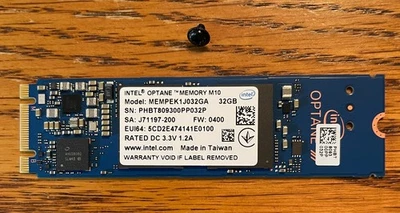 INTEL® OPTANE™ MEMORY M10
Model: MEMPEK1J032GA 32GB
SN: PHBT809300PP032P
SA: J71197-200 FW: 0400
EUI64: 5CD2E474141E0100
RATED DC 3.3V 1.2A
www.intel.com Made in Taiwan
WARRANTY VOID IF REMOVED
intel
OPTANE